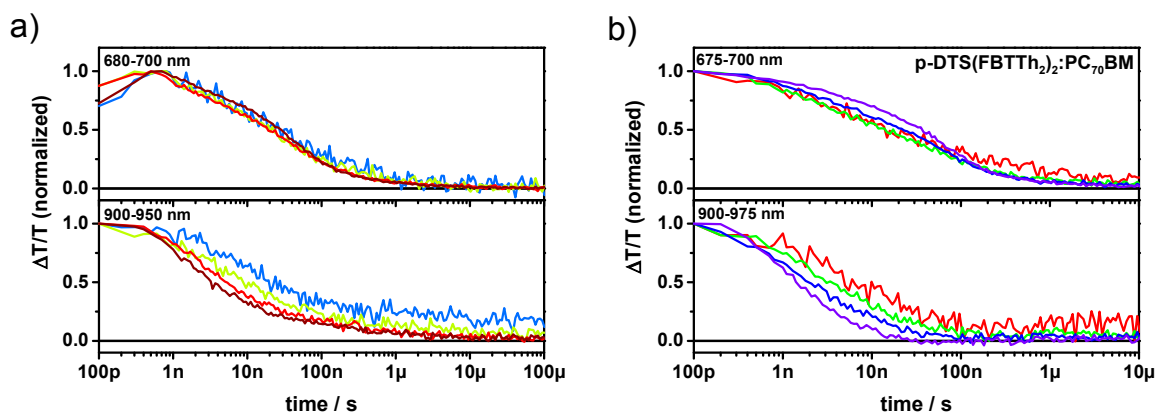 a)
680-700 nm
1.0
0.5
0.0
900-950 nm
1.0
0.5
0.0
ΔT/T (normalized)
100p 1n 10n 100n 1µ 10µ 100µ
time / s
b)
675-700 nm
p-DTS(FBTTh₂)₂:PC₇₀BM
1.0
0.5
0.0
900-975 nm
1.0
0.5
0.0
ΔT/T (normalized)
100p 1n 10n 100n 1µ 10µ
time / s